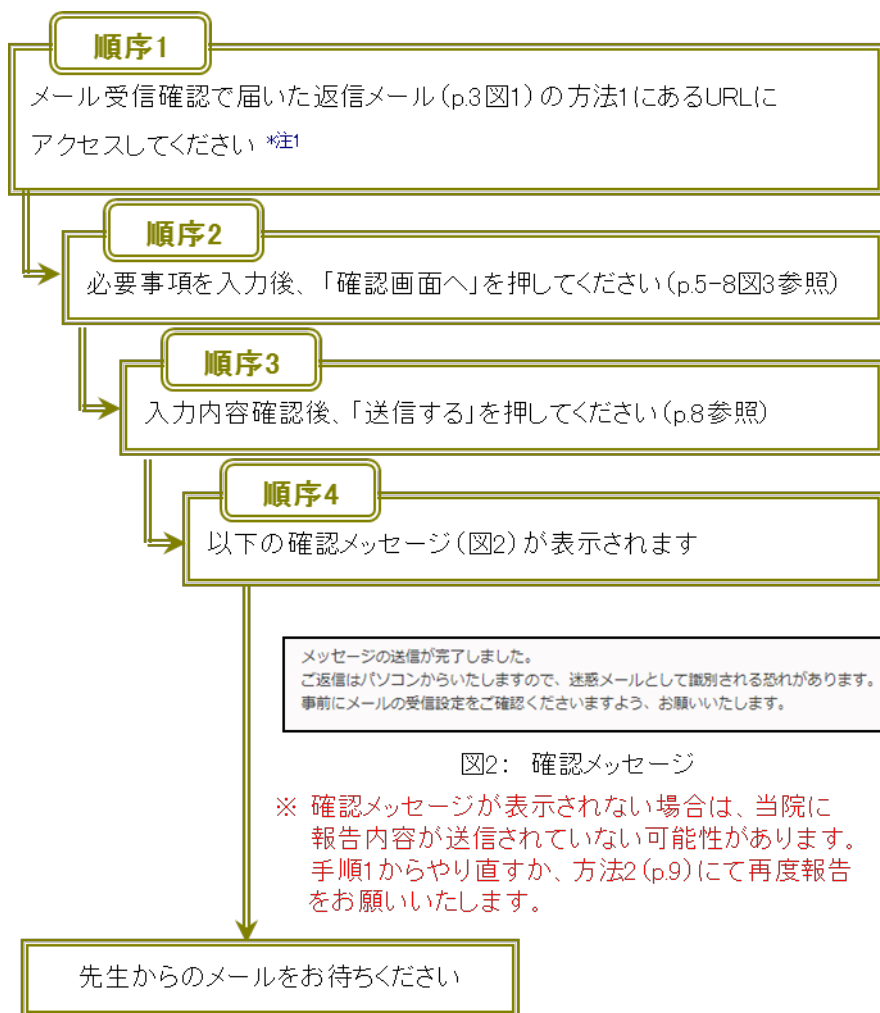 順序1
メール受信確認で届いた返信メール（p.3図1）の方法1にあるURLに
アクセスしてください *注1
順序2
必要事項を入力後、「確認画面へ」を押してください（p.5-8図3参照）
順序3
入力内容確認後、「送信する」を押してください（p.8参照）
順序4
以下の確認メッセージ（図2）が表示されます
メッセージの送信が完了しました。
ご返信はパソコンからいたしますので、迷惑メールとして識別される恐れがあります。
事前にメールの受信設定をご確認くださいますよう、お願いいたします。
図2： 確認メッセージ
※ 確認メッセージが表示されない場合は、当院に
報告内容が送信されていない可能性があります。
手順1からやり直すか、方法2（p.9）にて再度報告
をお願いいたします。
先生からのメールをお待ちください